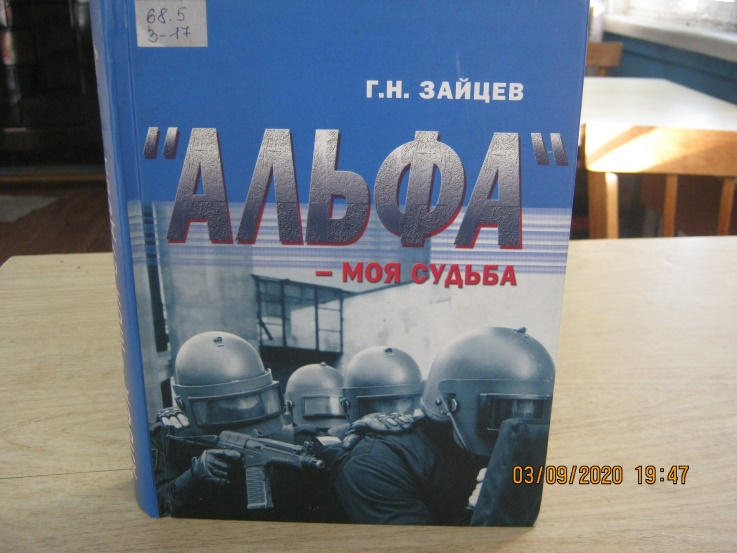 68.5
З-17
Г.Н. ЗАЙЦЕВ
"АЛЬФА"
– МОЯ СУДЬБА
03/09/2020 19:47